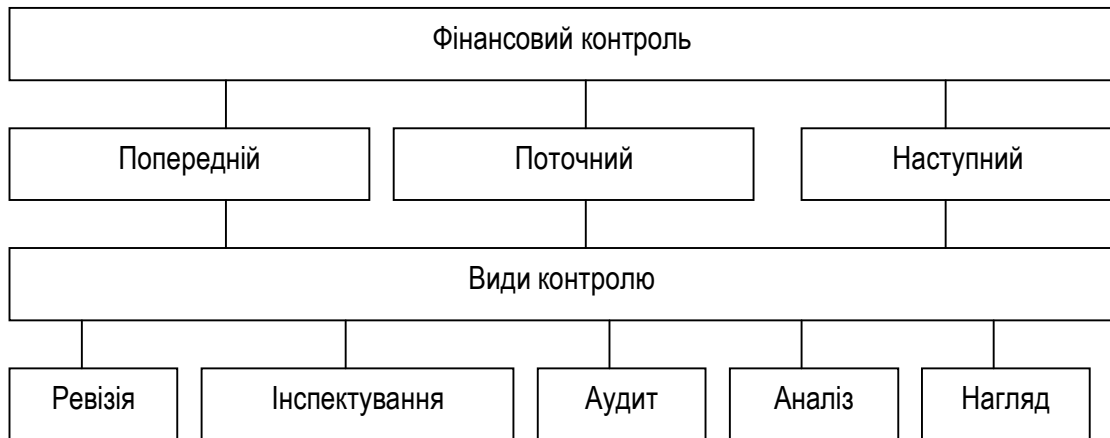 Фінансовий контроль
Попередній
Поточний
Наступний
Види контролю
Ревізія
Інспектування
Аудит
Аналіз
Нагляд